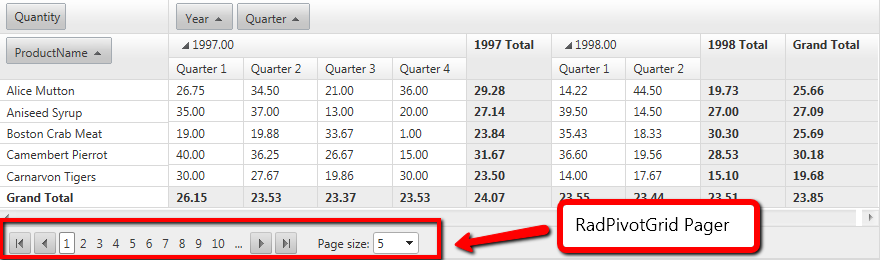 Quantity Year Quarter
ProductName 1997.00 1997 Total 1998.00 1998 Total Grand Total
Quarter 1 Quarter 2 Quarter 3 Quarter 4 Quarter 1 Quarter 2
Alice Mutton 26.75 34.50 21.00 36.00 29.28 14.22 44.50 19.73 25.66
Aniseed Syrup 35.00 37.00 13.00 20.00 27.14 39.50 14.50 27.00 27.09
Boston Crab Meat 19.00 19.88 33.67 1.00 23.84 35.43 18.33 30.30 25.69
Camembert Pierrot 40.00 36.25 26.67 15.00 31.67 36.60 19.56 28.53 30.18
Carnarvon Tigers 30.00 27.67 19.86 30.00 23.50 14.00 17.67 15.10 19.68
Grand Total 26.15 23.53 23.37 23.53 24.07 23.55 23.44 23.51 23.85
1 2 3 4 5 6 7 8 9 10 ... Page size: 5
RadPivotGrid Pager